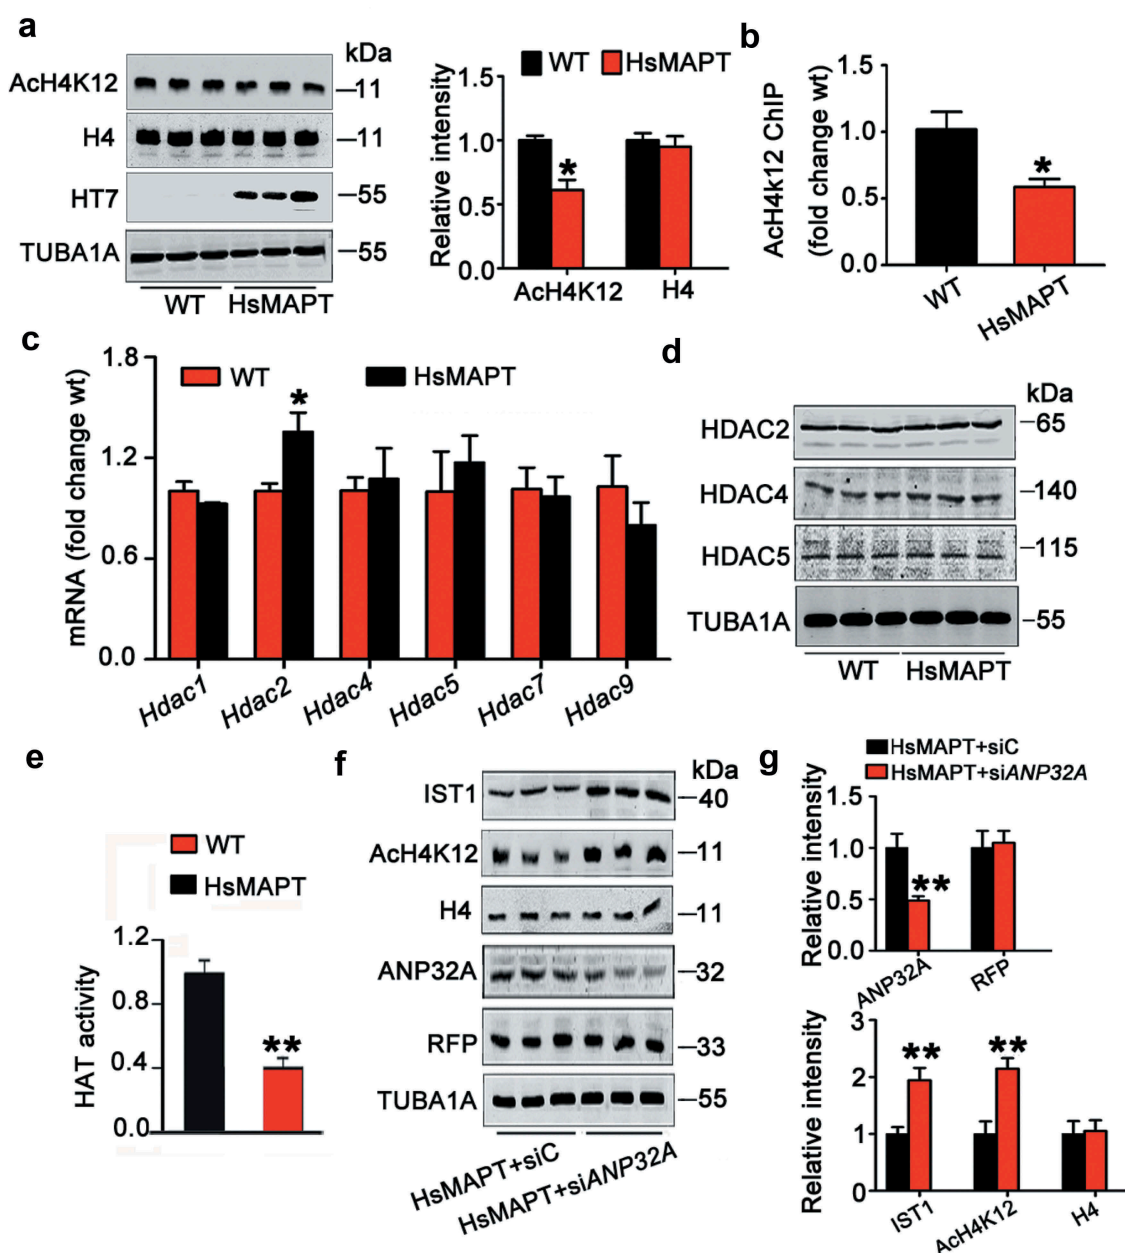 a
kDa
AcH4K12
11
H4
11
HT7
55
TUBA1A
55
WT HsMAPT
WT HsMAPT
Relative intensity
1.5
1.0
0.5
0.0
*
AcH4K12 H4
b
AcH4k12 ChIP
(fold change wt)
1.5
1.0
0.5
0.0
*
WT
HsMAPT
c
mRNA (fold change wt)
1.8
1.2
0.6
0.0
WT HsMAPT
*
Hdac1
Hdac2
Hdac4
Hdac5
Hdac7
Hdac9
d
kDa
HDAC2
65
HDAC4
140
HDAC5
115
TUBA1A
55
WT HsMAPT
e
WT
HsMAPT
HAT activity
1.2
0.8
0.4
0.0
**
f
kDa
IST1
40
AcH4K12
11
H4
11
ANP32A
32
RFP
33
TUBA1A
55
HsMAPT+siC
HsMAPT+siANP32A
g
HsMAPT+siC
HsMAPT+siANP32A
Relative intensity
1.5
1.0
0.5
0.0
**
ANP32A
RFP
Relative intensity
3
2
1
0
**
**
IST1
AcH4K12
H4